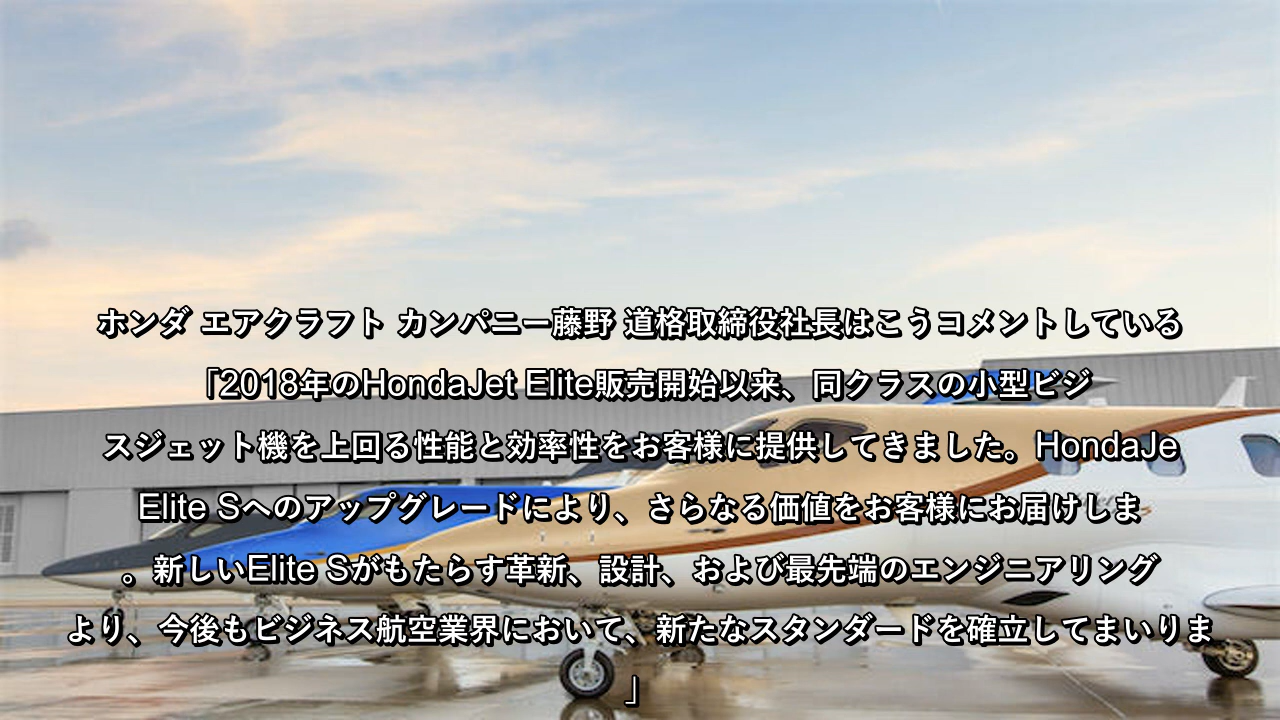 ホンダ エアクラフト カンパニー藤野 道格取締役社長はこうコメントしている
「2018年のHondaJet Elite販売開始以来、同クラスの小型ビジ
スジェット機を上回る性能と効率性をお客様に提供してきました。HondaJe
Elite Sへのアップグレードにより、さらなる価値をお客様にお届けしま
。新しいElite Sがもたらす革新、設計、および最先端のエンジニアリング
より、今後もビジネス航空業界において、新たなスタンダードを確立してまいりま
」